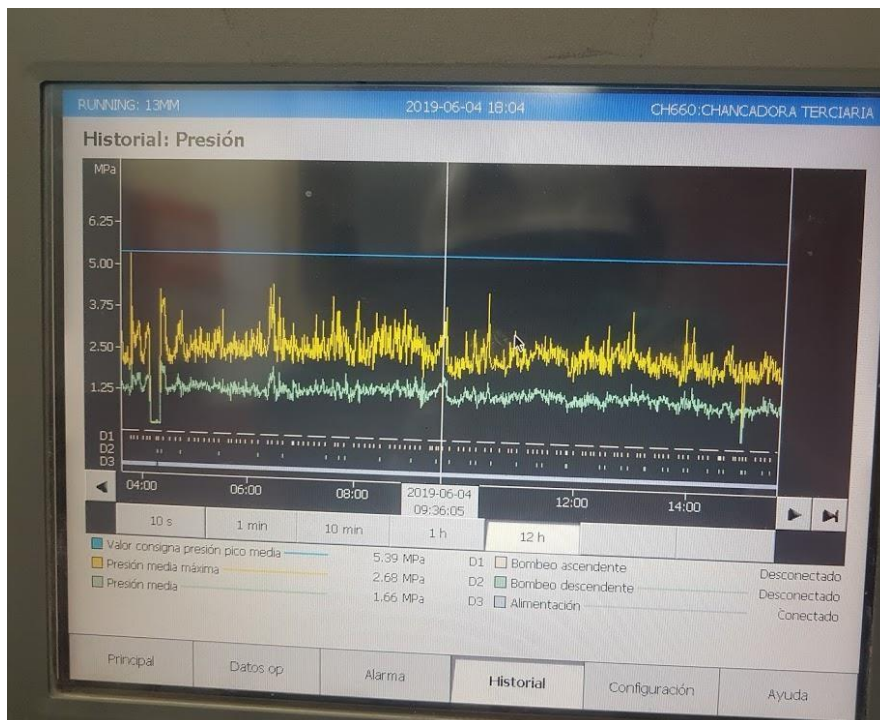 RUNNING: 13MM 2019-06-04 18:04 CH660:CHANCADORA TERCIARIA
Historial: Presión
MPa
6.25
5.00
3.75
2.50
1.25
D1
D2
D3
04:00 06:00 08:00 2019-06-04 09:36:05 12:00 14:00
10 s 1 min 10 min 1 h 12 h
Valor consigna presión pico media 5.39 MPa D1 Bombeo ascendente Desconectado
Presión media máxima 2.68 MPa D2 Bombeo descendente Desconectado
Presión media 1.66 MPa D3 Alimentación Conectado
Principal Datos op Alarma Historial Configuración Ayuda